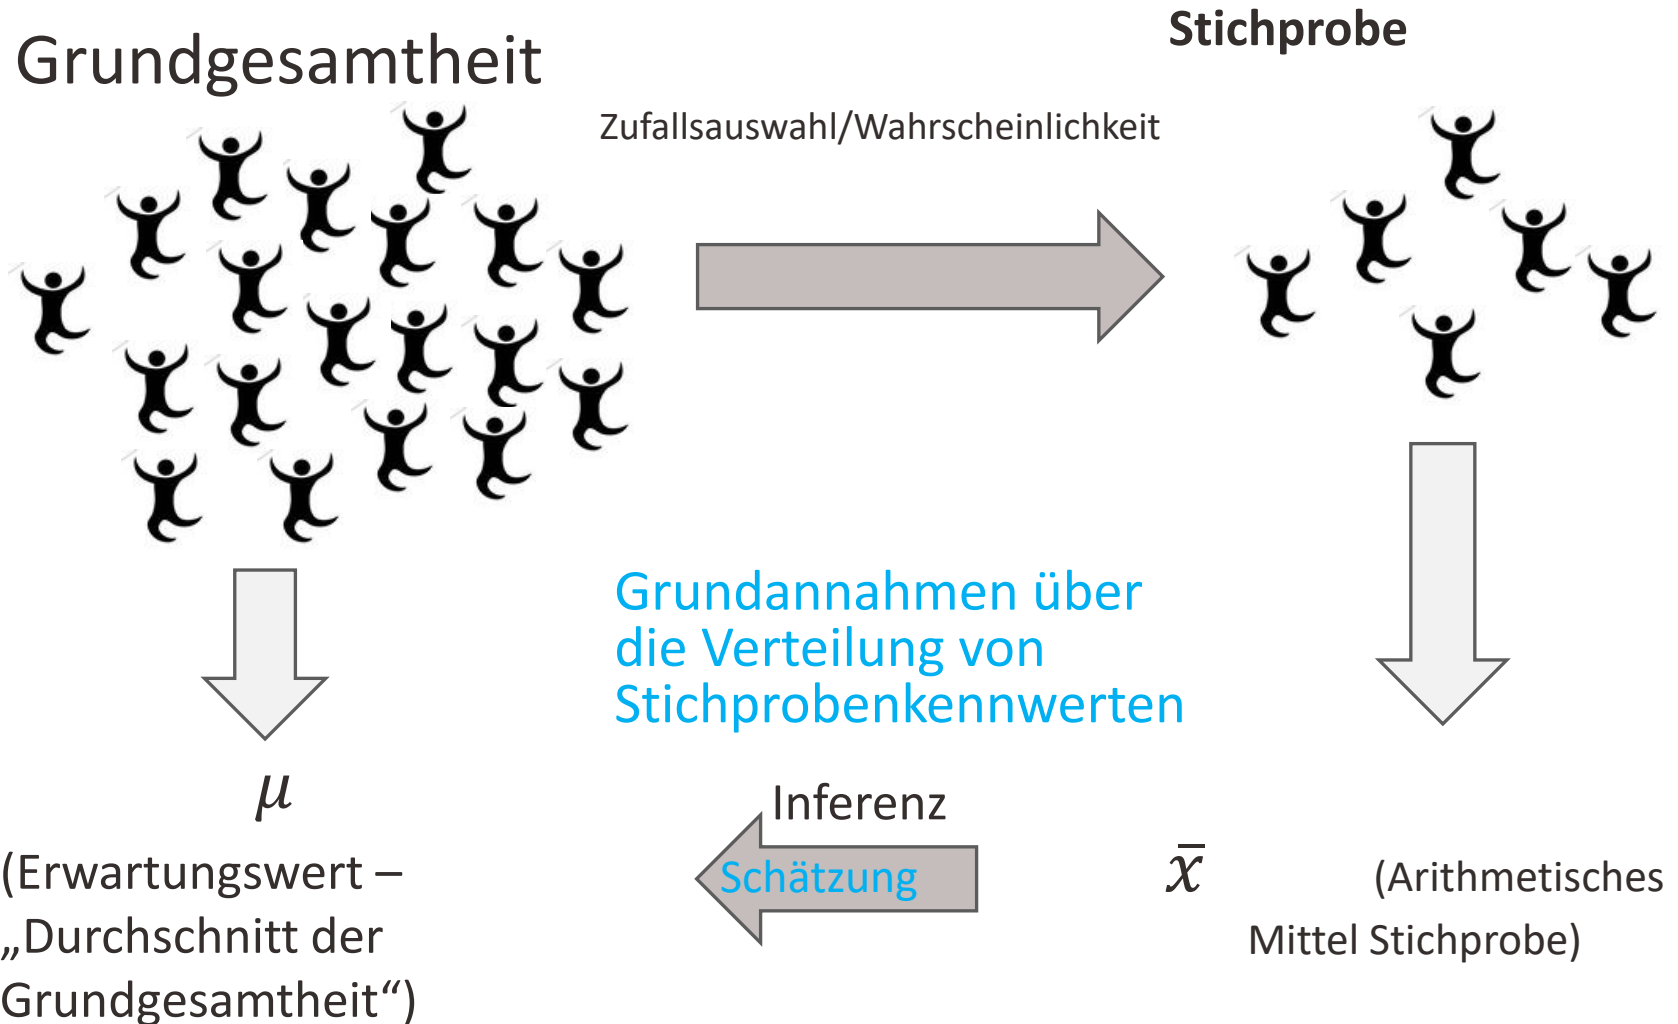 Grundgesamtheit
Stichprobe
Zufallsauswahl/Wahrscheinlichkeit
Grundannahmen über
die Verteilung von
Stichprobenkennwerten
μ
(Erwartungswert –
„Durchschnitt der
Grundgesamtheit“)
Inferenz
Schätzung
x̄ (Arithmetisches
Mittel Stichprobe)